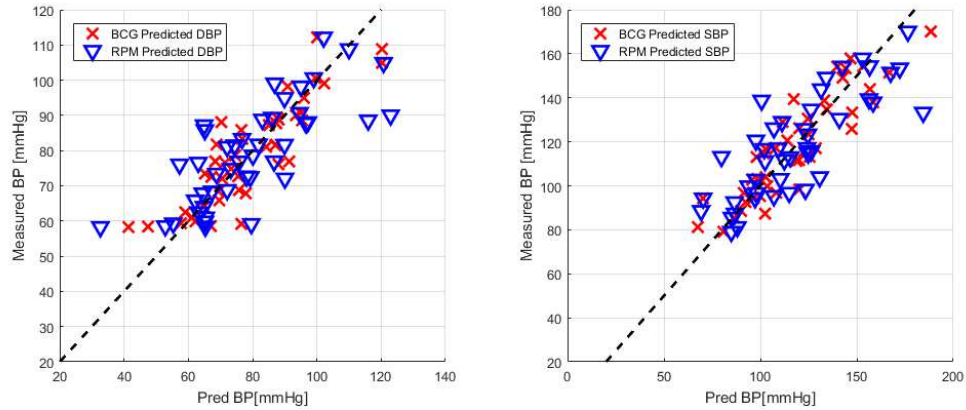 120
110
100
90
80
70
60
50
40
30
20
Measured BP [mmHg]
20 40 60 80 100 120 140
Pred BP[mmHg]
BCG Predicted DBP
RPM Predicted DBP
180
160
140
120
100
80
60
40
20
Measured BP [mmHg]
0 50 100 150 200
Pred BP[mmHg]
BCG Predicted SBP
RPM Predicted SBP